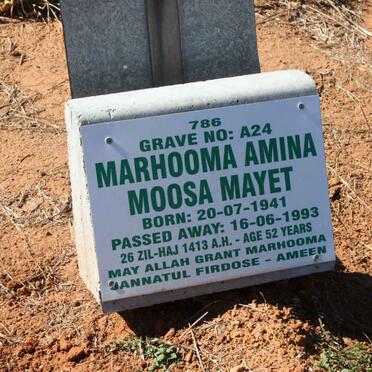 786
GRAVE NO: A24
MARHOOMA AMINA
MOOSA MAYET
BORN: 20-07-1941
PASSED AWAY: 16-06-1993
26 ZIL-HAJ 1413 A.H. - AGE 52 YEARS
MAY ALLAH GRANT MARHOOMA
JANNATUL FIRDOSE - AMEEN